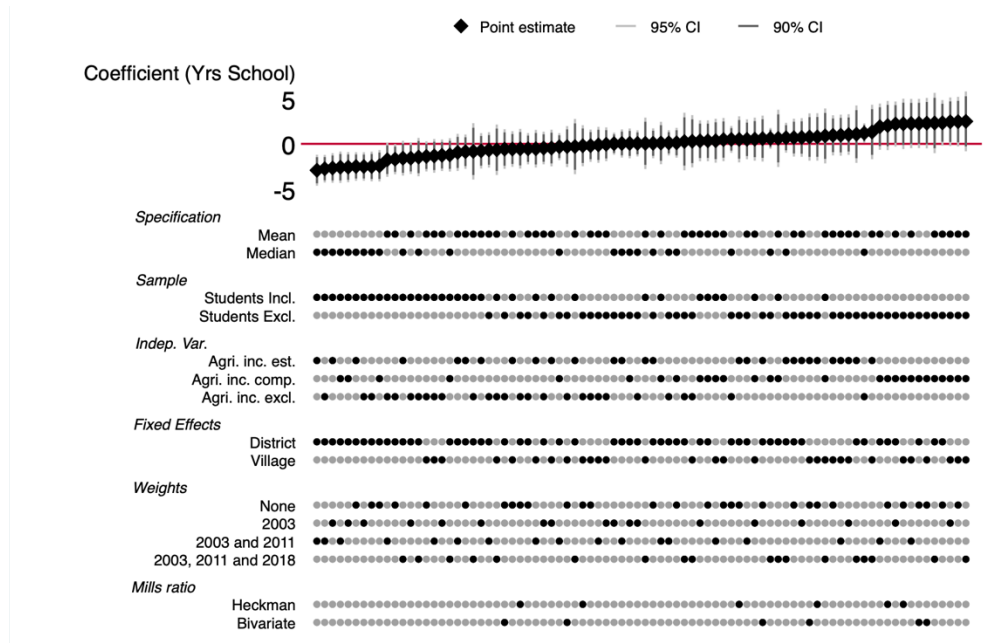 Point estimate 95% CI 90% CI
Coefficient (Yrs School)
5
0
-5
Specification
Mean
Median
Sample
Students Incl.
Students Excl.
Indep. Var.
Agri. inc. est.
Agri. inc. comp.
Agri. inc. excl.
Fixed Effects
District
Village
Weights
None
2003
2003 and 2011
2003, 2011 and 2018
Mills ratio
Heckman
Bivariate